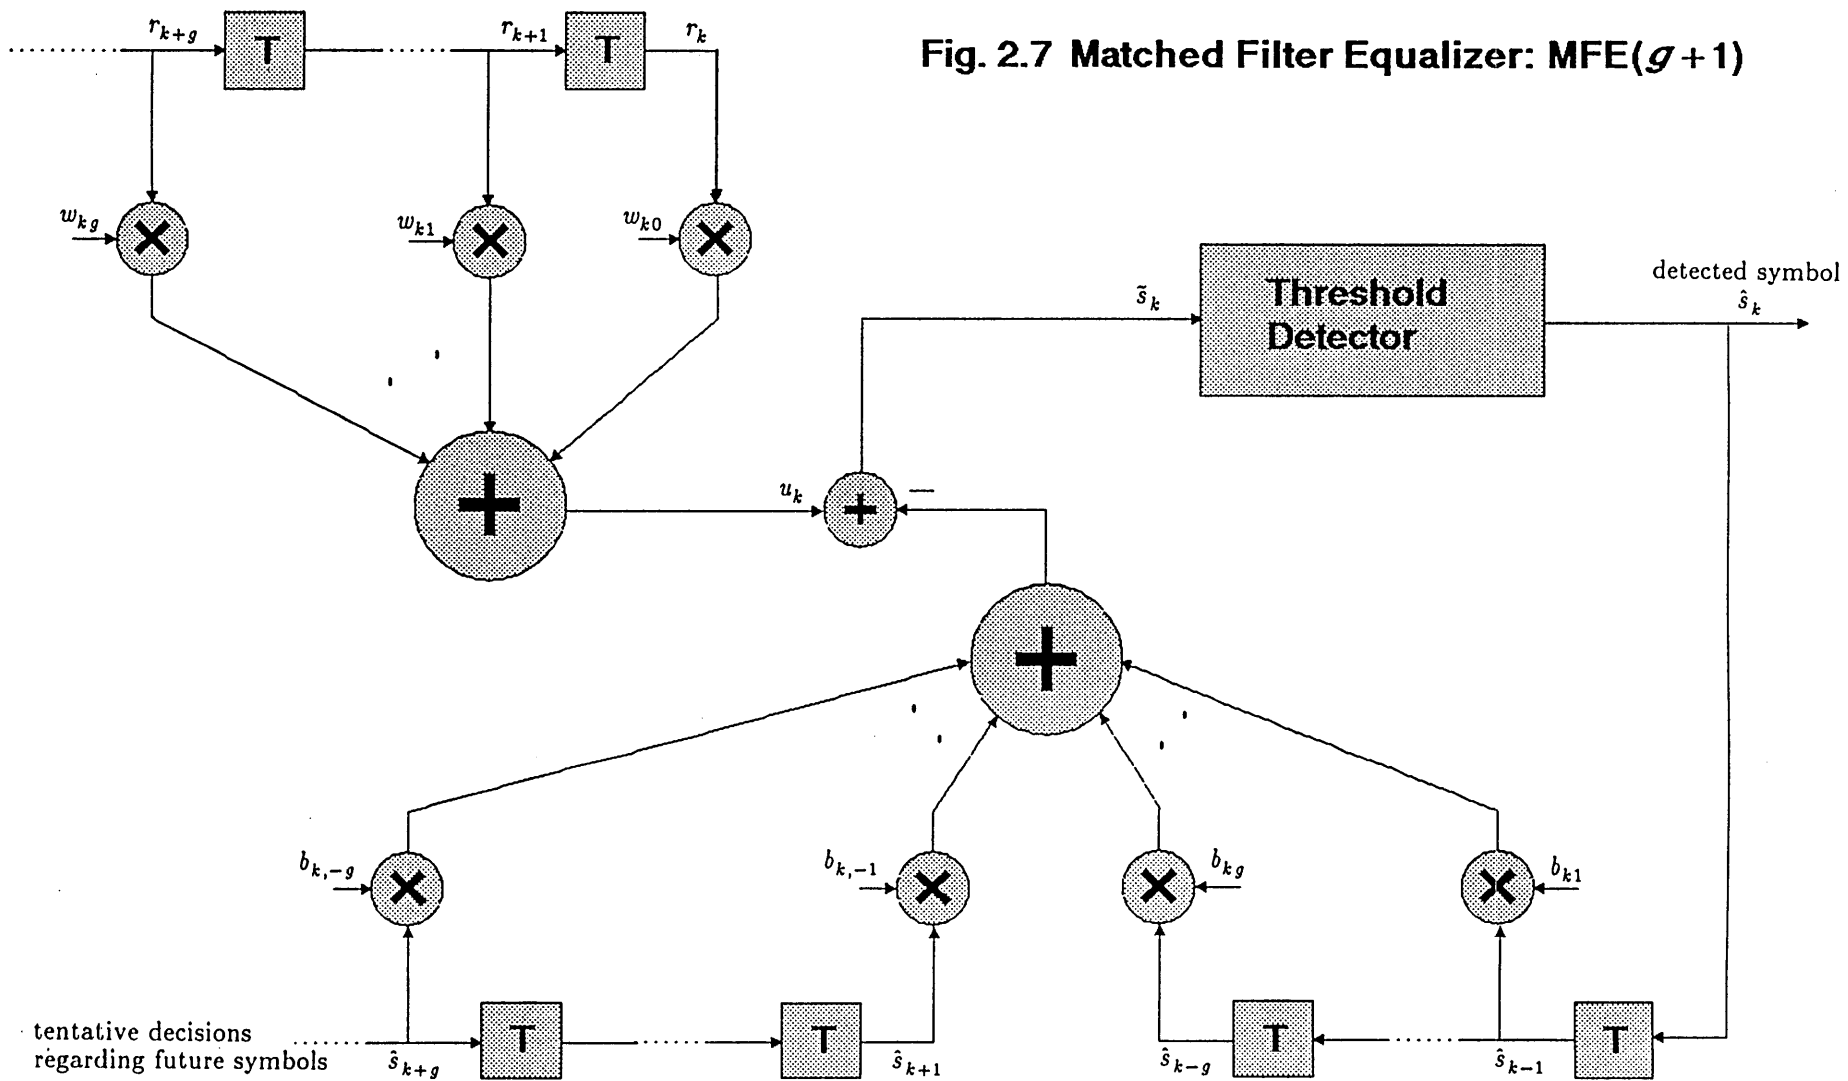 r_{k+g}
T
r_{k+1}
T
r_k
Fig. 2.7 Matched Filter Equalizer: MFE(g+1)
w_{kg}
×
w_{k1}
×
w_{k0}
×
detected symbol
ŝ_k
s̃_k
Threshold
Detector
+
u_k
+
—
+
b_{k,-g}
×
b_{k,-1}
×
×
b_{kg}
×
b_{k1}
tentative decisions
regarding future symbols
ŝ_{k+g}
T
T
ŝ_{k+1}
ŝ_{k-g}
T
ŝ_{k-1}
T